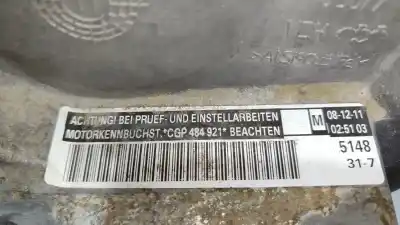 ACHTUNG! BEI PRUEF- UND EINSTELLARBEITEN
MOTORKENNBUCHST. *CGP 484 921* BEACHTEN
M
08-12-11
02:51 03
5148
31-7